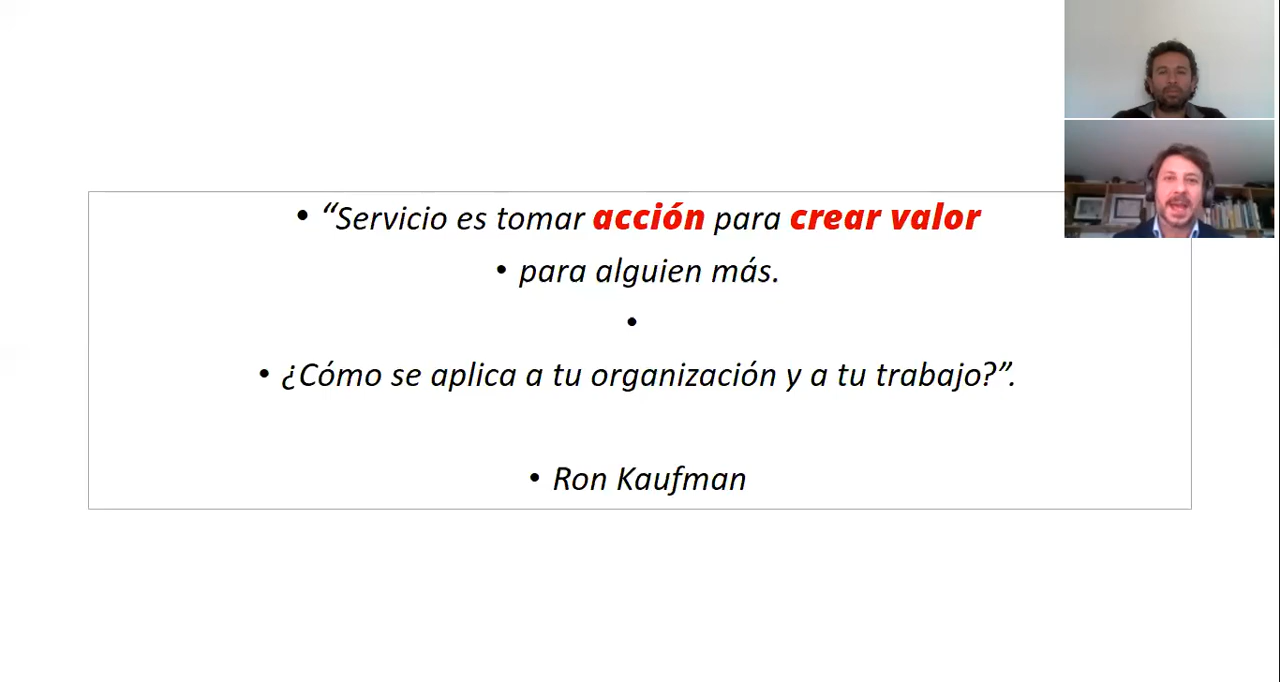 • “Servicio es tomar acción para crear valor
• para alguien más.
•
• ¿Cómo se aplica a tu organización y a tu trabajo?”.
• Ron Kaufman